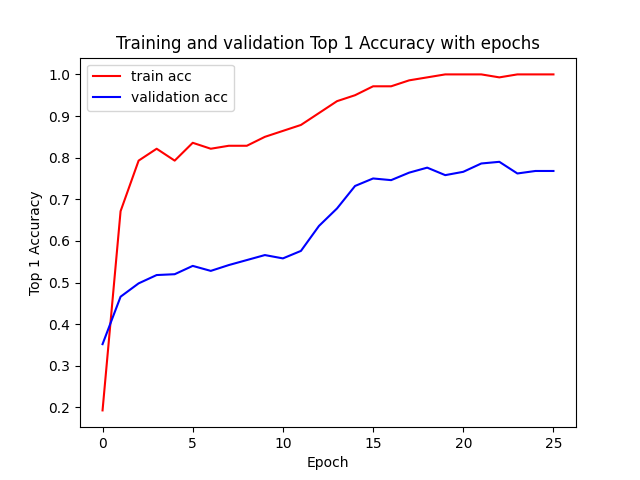 Training and validation Top 1 Accuracy with epochs
train acc
validation acc
Top 1 Accuracy
1.0
0.9
0.8
0.7
0.6
0.5
0.4
0.3
0.2
0 5 10 15 20 25
Epoch